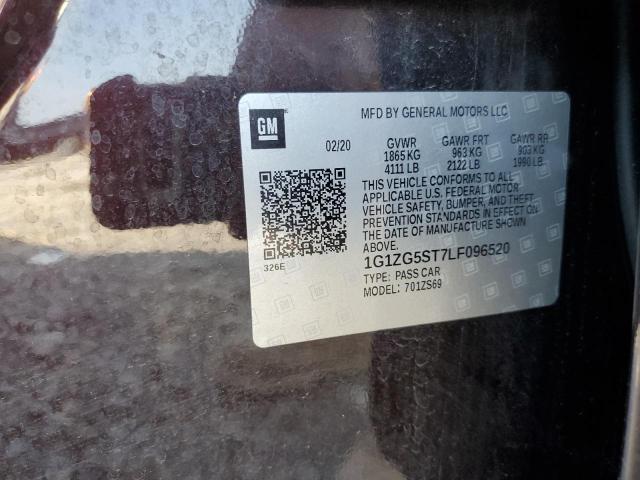 GM
MFD BY GENERAL MOTORS LLC
02/20 GVWR GAWR FRT GAWR RR
1865 KG 963 KG 903 KG
4111 LB 2122 LB 1990 LB
THIS VEHICLE CONFORMS TO ALL
APPLICABLE U.S. FEDERAL MOTOR
VEHICLE SAFETY, BUMPER, AND THEFT
PREVENTION STANDARDS IN EFFECT ON
THE DATE OF MANUFACTURE SHOWN
ABOVE.
326E
1G1ZG5ST7LF096520
TYPE: PASS CAR
MODEL: 701ZS69